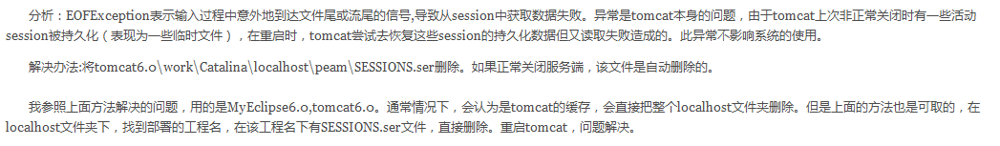 分析：EOFException表示输入过程中意外地到达文件尾或流尾的信号,导致从session中获取数据失败。异常是tomcat本身的问题，由于tomcat上次非正常关闭时有一些活动
session被持久化（表现为一些临时文件），在重启时，tomcat尝试去恢复这些session的持久化数据但又读取失败造成的。此异常不影响系统的使用。
解决办法:将tomcat6.0\work\Catalina\localhost\peam\SESSIONS.ser删除。如果正常关闭服务端，该文件是自动删除的。
我参照上面方法解决的问题，用的是MyEclipse6.0,tomcat6.0。通常情况下，会认为是tomcat的缓存，会直接把整个localhost文件夹删除。但是上面的方法也是可取的，在
localhost文件夹下，找到部署的工程名，在该工程名下有SESSIONS.ser文件，直接删除。重启tomcat，问题解决。